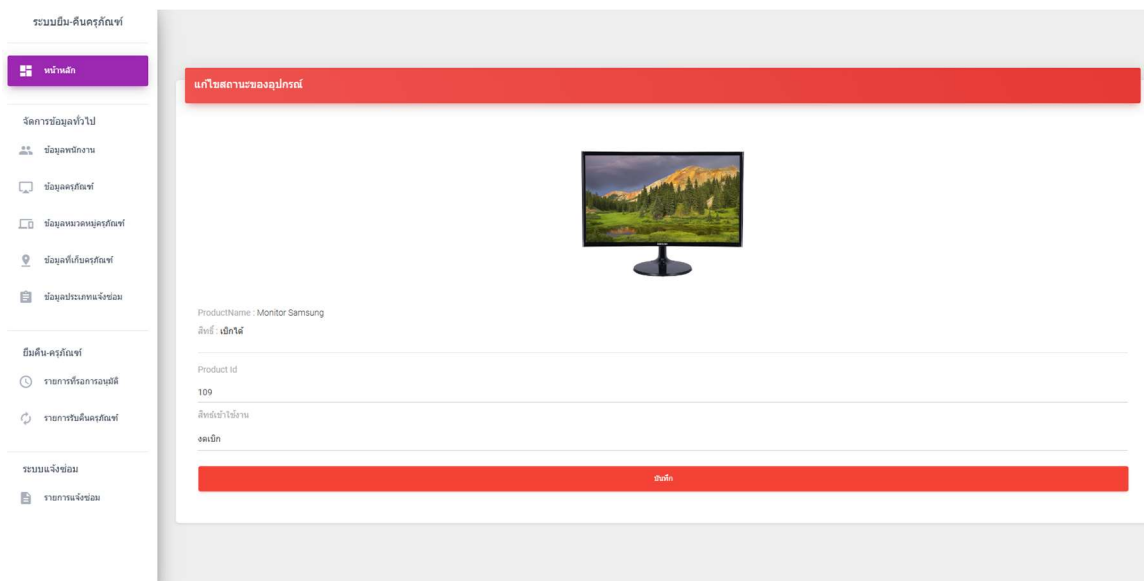 ระบบยืม-คืนครุภัณฑ์
หน้าหลัก
จัดการข้อมูลทั่วไป
ข้อมูลพนักงาน
ข้อมูลครุภัณฑ์
ข้อมูลหมวดหมู่ครุภัณฑ์
ข้อมูลที่เก็บครุภัณฑ์
ข้อมูลประเภทแจ้งซ่อม
ยืมคืน-ครุภัณฑ์
รายการที่รอการอนุมัติ
รายการรับคืนครุภัณฑ์
ระบบแจ้งซ่อม
รายการแจ้งซ่อม
แก้ไขสถานะของอุปกรณ์
ProductName : Monitor Samsung
สิทธิ์ : เบิกได้
Product Id
109
สิทธ์เข้าใช้งาน
งดเบิก
บันทึก